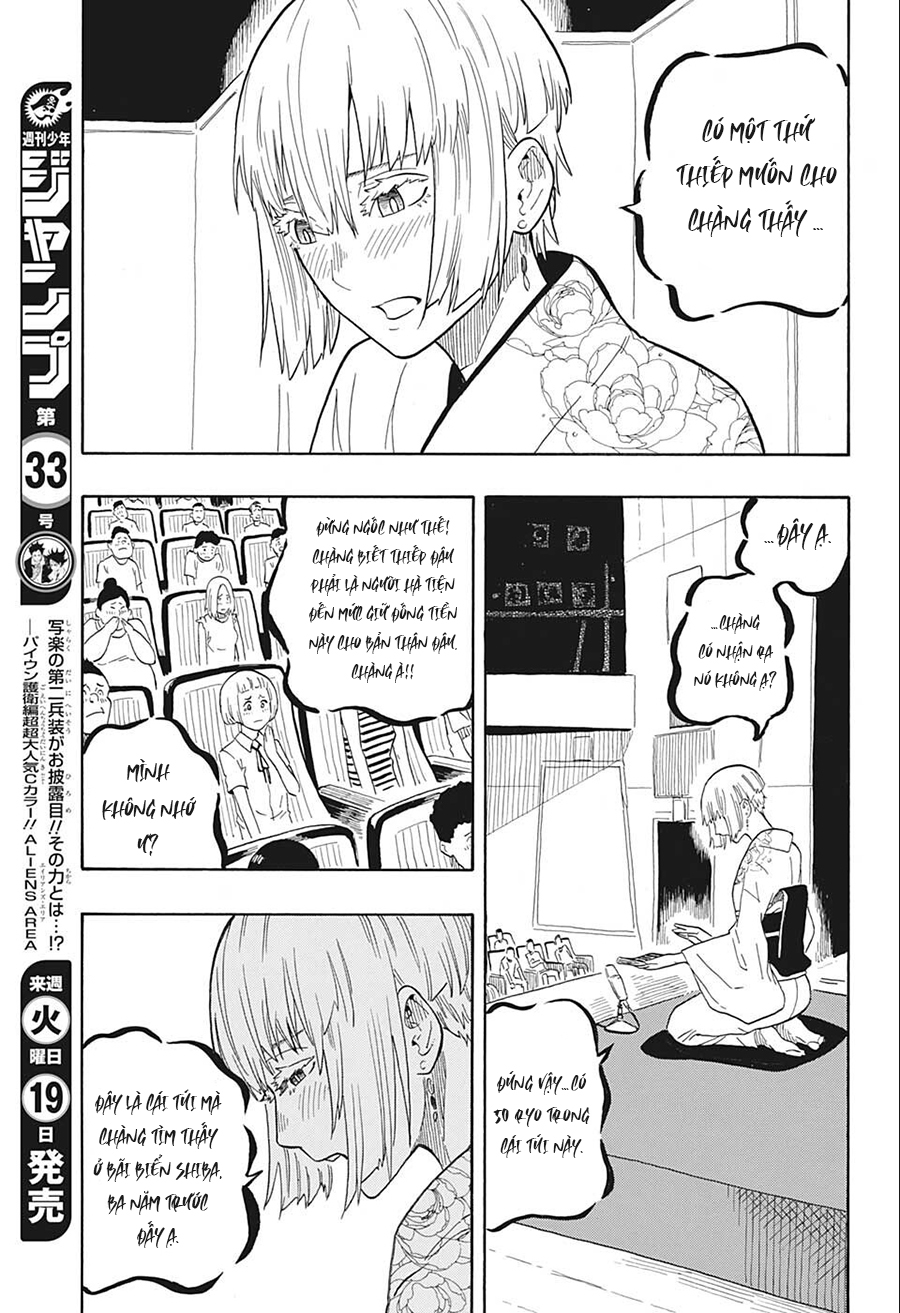 CÓ MỘT THỨ
THIẾP MUỐN CHO
CHÀNG THẤY ...
...ĐÂY Ạ.
...CHÀNG
CÓ NHẬN RA
NÓ KHÔNG Ạ?
ĐÚNG VẬY...CÓ
50 RYO TRONG
CÁI TÚI NÀY.
ĐỪNG NGỐC NHƯ THẾ!
CHÀNG BIẾT THIẾP ĐÂU
PHẢI LÀ NGƯỜI HẠ TIỆN
ĐẾN MỨC GIỮ ĐỒNG TIỀN
NÀY CHO BẢN THÂN ĐÂU.
CHÀNG À!!
MÌNH
KHÔNG NHỚ
Ư?
ĐÂY LÀ CÁI TÚI MÀ
CHÀNG TÌM THẤY
Ở BÃI BIỂN SHIBA.
BA NĂM TRƯỚC
ĐẤY Ạ.
週刊少年
ジャンプ
第
33
号
写楽の第二兵装がお披露目!!その力とは…!?
―パイウン護衛編超超大人気Cカラー!! ALIENS AREA
来週
火
曜日
19
日
発売